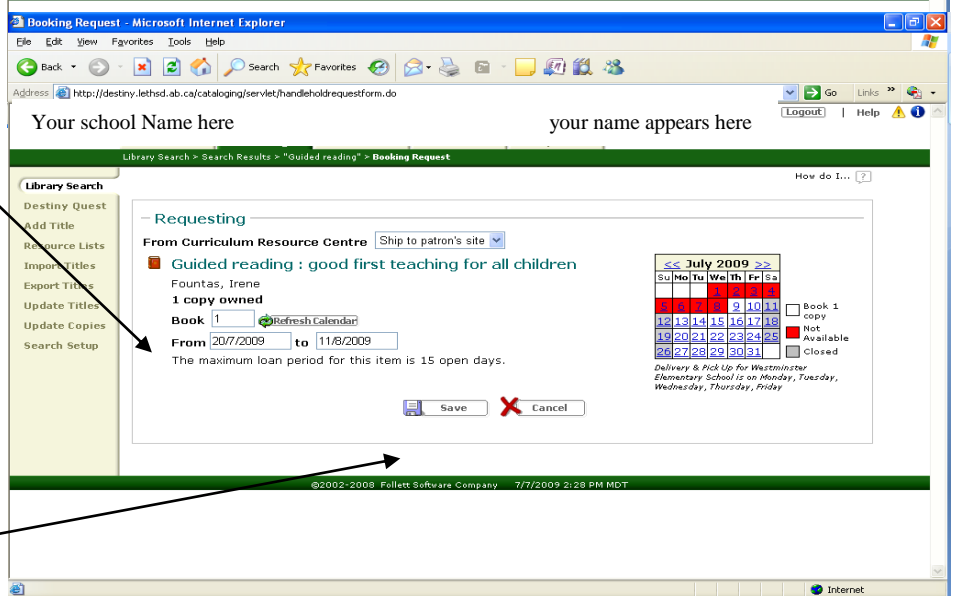 Booking Request - Microsoft Internet Explorer
File Edit View Favorites Tools Help
Back Search Favorites
Address http://destiny.lethsd.ab.ca/cataloging/servlet/handleholdrequestform.do Go Links »
Your school Name here your name appears here Logout | Help
Library Search > Search Results > "Guided reading" > Booking Request
How do I... ?
Library Search
Destiny Quest
Add Title
Resource Lists
Import Titles
Export Titles
Update Titles
Update Copies
Search Setup
Requesting
From Curriculum Resource Centre Ship to patron's site
Guided reading : good first teaching for all children
Fountas, Irene
1 copy owned
Book 1 Refresh Calendar
From 20/7/2009 to 11/8/2009
The maximum loan period for this item is 15 open days.
<< July 2009 >>
Su Mo Tu We Th Fr Sa
1 2 3 4
5 6 7 8 9 10 11
12 13 14 15 16 17 18
19 20 21 22 23 24 25
26 27 28 29 30 31
Book 1 copy
Not Available
Closed
Delivery & Pick Up for Westminster
Elementary School is on Monday, Tuesday,
Wednesday, Thursday, Friday
Save Cancel
©2002-2008 Follett Software Company 7/7/2009 2:28 PM MDT
Internet